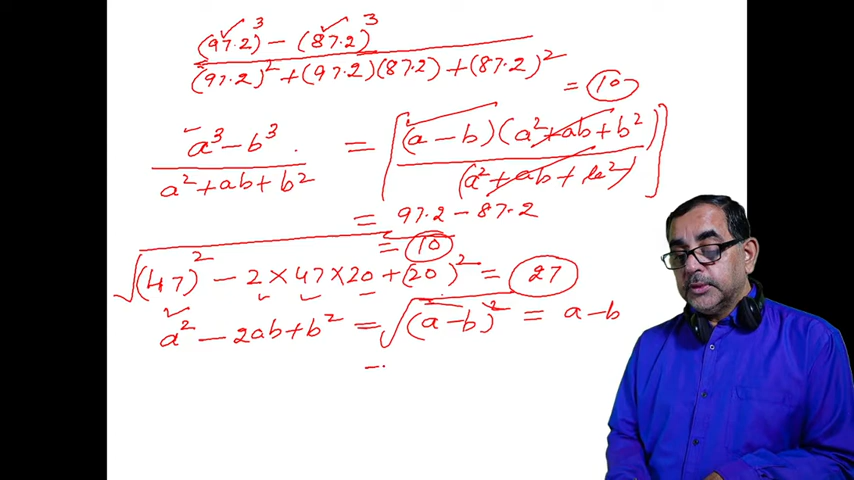 (97.2)³ − (87.2)³
(97.2)² + (97.2)(87.2) + (87.2)²
= 10
a³ − b³ = [(a − b)(a² + ab + b²)]
a² + ab + b² (a² + ab + b²)
= 97.2 − 87.2
= 10
√(47)² − 2 × 47 × 20 + (20)² = 27
a² − 2ab + b² = √(a − b)² = a − b
−